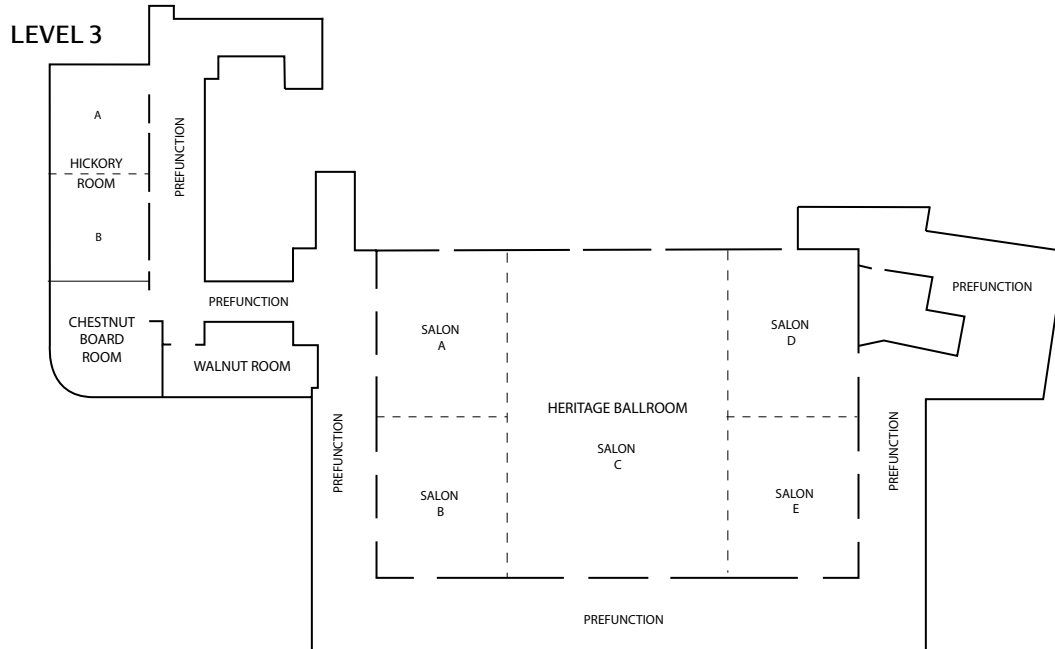 LEVEL 3
A
HICKORY
ROOM
B
PREFUNCTION
CHESTNUT
BOARD
ROOM
PREFUNCTION
WALNUT ROOM
PREFUNCTION
SALON
A
SALON
B
HERITAGE BALLROOM
SALON
C
SALON
D
SALON
E
PREFUNCTION
PREFUNCTION
PREFUNCTION